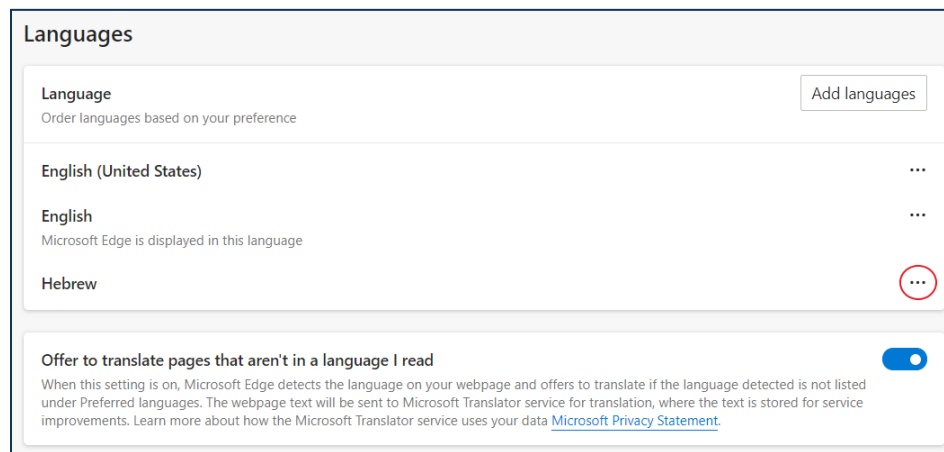 Languages
Language
Add languages
Order languages based on your preference
English (United States)
...
English
...
Microsoft Edge is displayed in this language
Hebrew
...
Offer to translate pages that aren't in a language I read
When this setting is on, Microsoft Edge detects the language on your webpage and offers to translate if the language detected is not listed
under Preferred languages. The webpage text will be sent to Microsoft Translator service for translation, where the text is stored for service
improvements. Learn more about how the Microsoft Translator service uses your data Microsoft Privacy Statement.